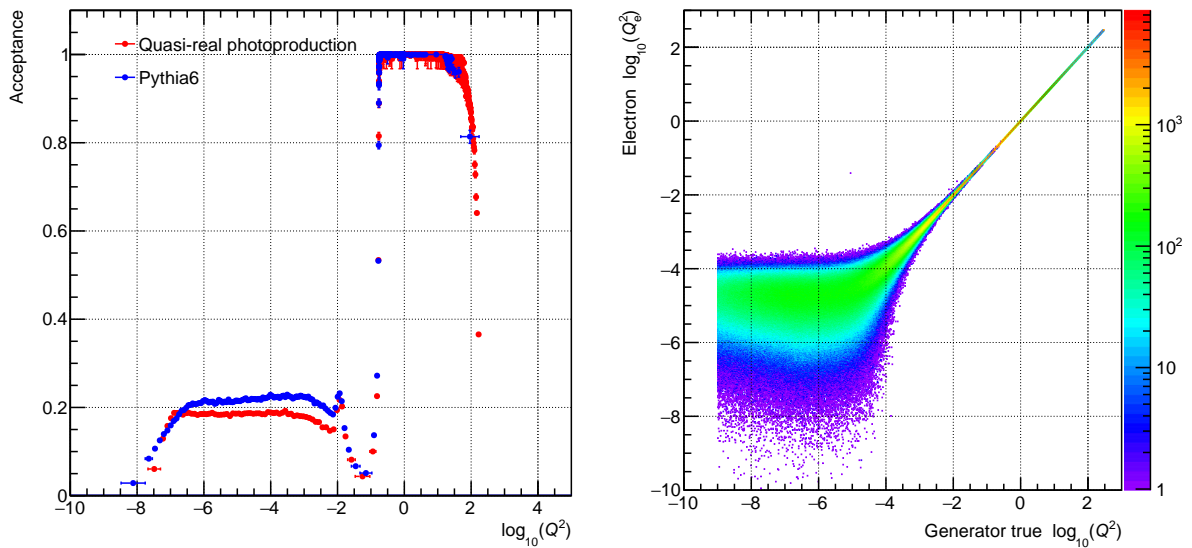 Acceptance
1
0.8
0.6
0.4
0.2
0
Quasi-real photoproduction
Pythia6
−10 −8 −6 −4 −2 0 2 4
log₁₀(Q²)
Electron log₁₀(Qₑ²)
2
0
−2
−4
−6
−8
−10
−10 −8 −6 −4 −2 0 2
Generator true log₁₀(Q²)
10³
10²
10
1